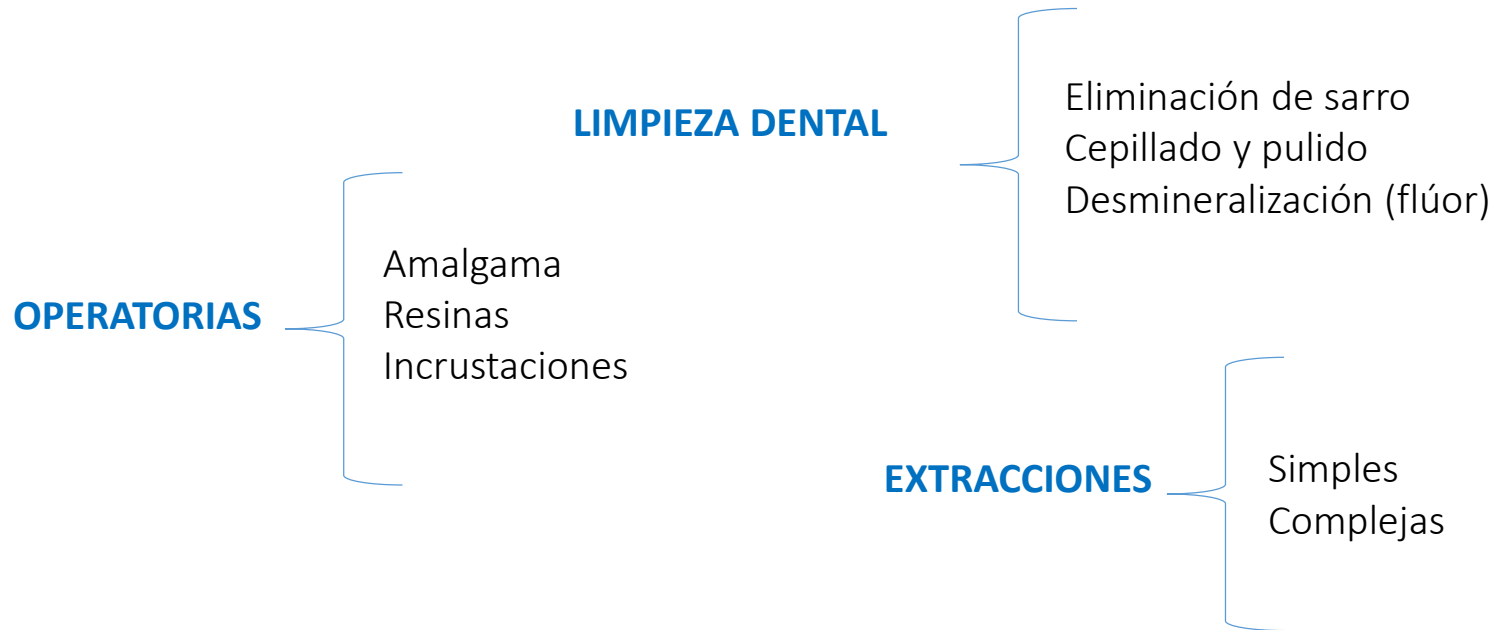 LIMPIEZA DENTAL
Eliminación de sarro
Cepillado y pulido
Desmineralización (flúor)
OPERATORIAS
Amalgama
Resinas
Incrustaciones
EXTRACCIONES
Simples
Complejas